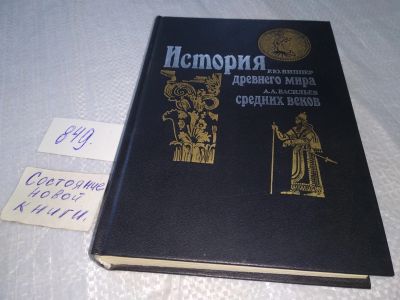 История
Р.Ю. ВИППЕР
древнего мира
А.А. ВАСИЛЬЕВ
средних веков
849.
Состояние
новой
книги.